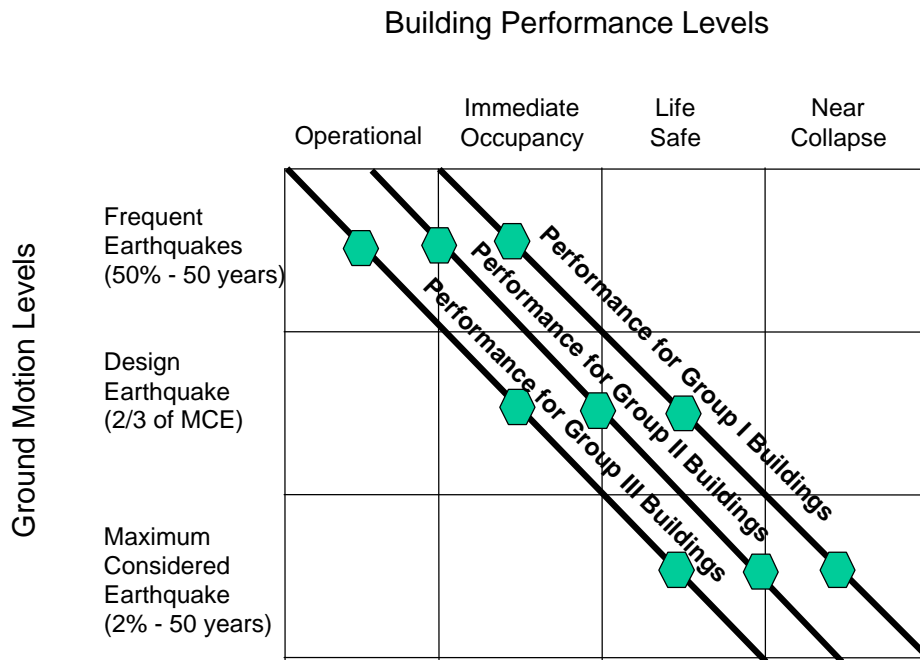 Building Performance Levels
Operational
Immediate
Occupancy
Life
Safe
Near
Collapse
Ground Motion Levels
Frequent
Earthquakes
(50% - 50 years)
Design
Earthquake
(2/3 of MCE)
Maximum
Considered
Earthquake
(2% - 50 years)
Performance for Group I Buildings
Performance for Group II Buildings
Performance for Group III Buildings